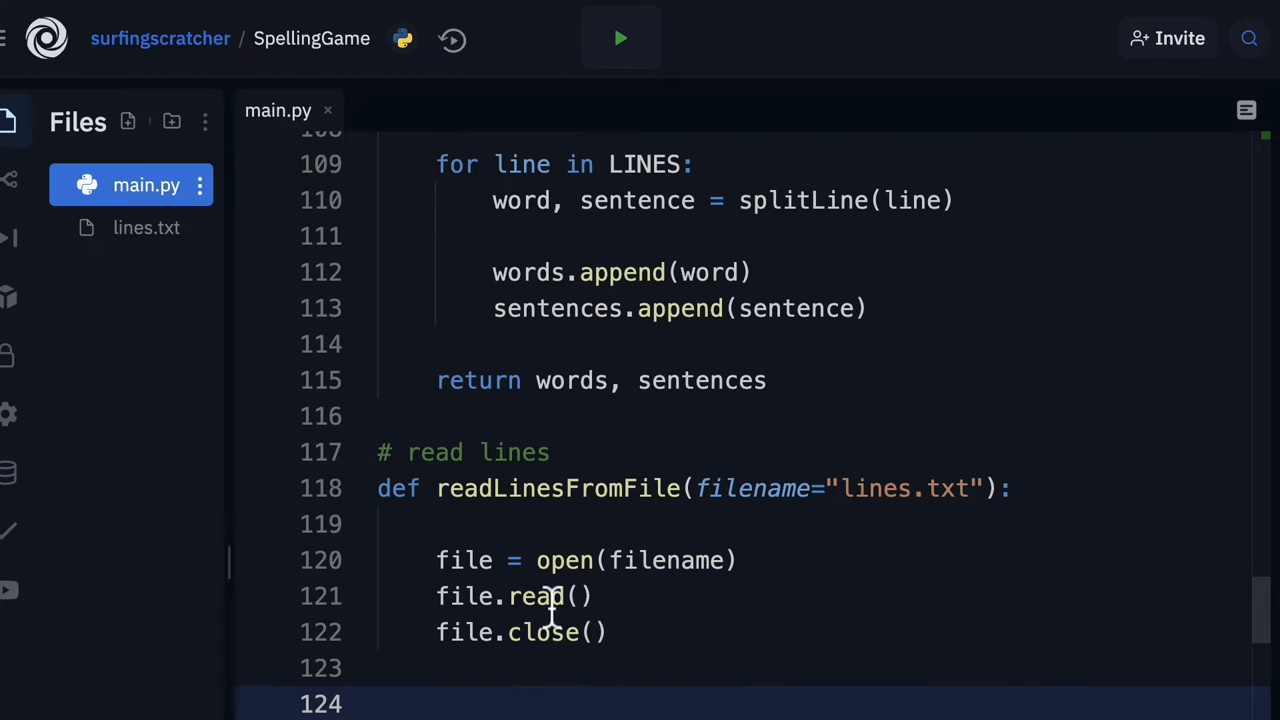 surfingscratcher / SpellingGame
Invite
Files
main.py
main.py
lines.txt
108
109 for line in LINES:
110 word, sentence = splitLine(line)
111
112 words.append(word)
113 sentences.append(sentence)
114
115 return words, sentences
116
117 # read lines
118 def readLinesFromFile(filename="lines.txt"):
119
120 file = open(filename)
121 file.read()
122 file.close()
123
124